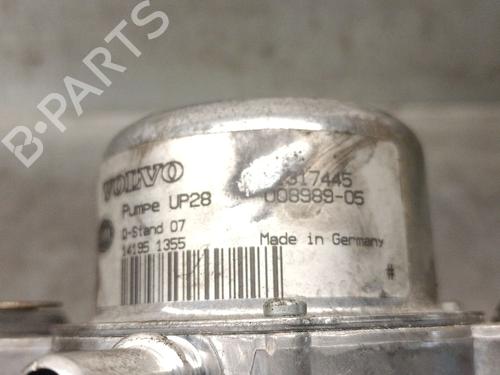 B-PARTS
VOLVO
Pumpe UP28
Q-Stand 07
14195 1355
317445
008989-05
Made in Germany
#